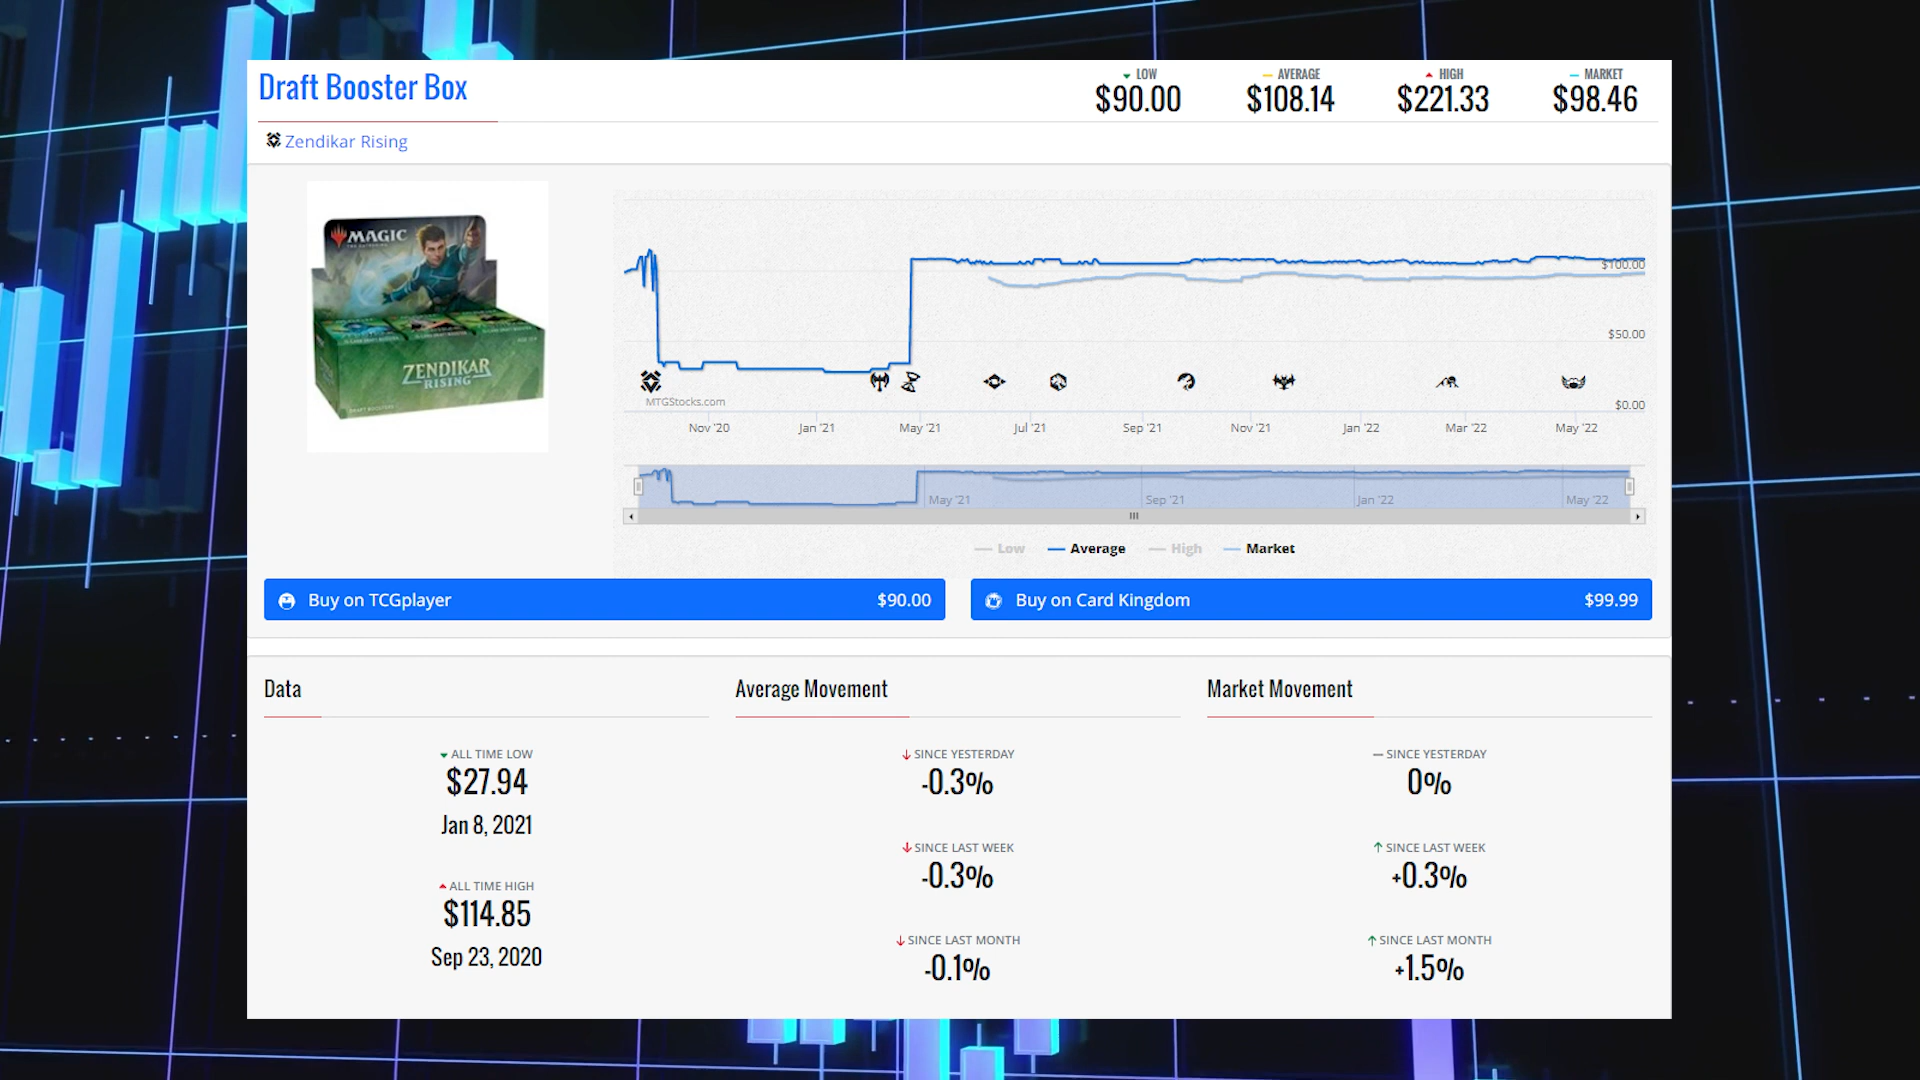 Draft Booster Box
LOW
$90.00
AVERAGE
$108.14
HIGH
$221.33
MARKET
$98.46
Zendikar Rising
MAGIC
ZENDIKAR
RISING
$100.00
$50.00
$0.00
MTGStocks.com
Nov '20 Jan '21 May '21 Jul '21 Sep '21 Nov '21 Jan '22 Mar '22 May '22
May '21 Sep '21 Jan '22 May '22
Low Average High Market
Buy on TCGplayer $90.00
Buy on Card Kingdom $99.99
Data
ALL TIME LOW
$27.94
Jan 8, 2021
ALL TIME HIGH
$114.85
Sep 23, 2020
Average Movement
SINCE YESTERDAY
-0.3%
SINCE LAST WEEK
-0.3%
SINCE LAST MONTH
-0.1%
Market Movement
SINCE YESTERDAY
0%
SINCE LAST WEEK
+0.3%
SINCE LAST MONTH
+1.5%